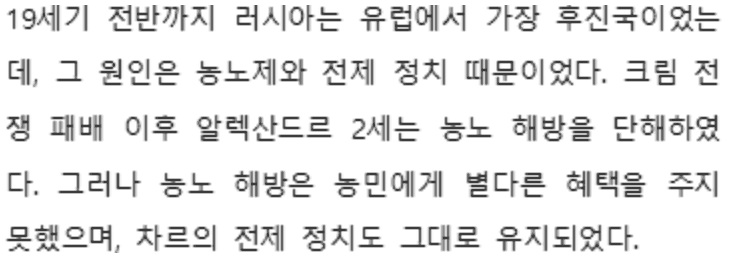 19세기 전반까지 러시아는 유럽에서 가장 후진국이었는
데, 그 원인은 농노제와 전제 정치 때문이었다. 크림 전
쟁 패배 이후 알렉산드르 2세는 농노 해방을 단해하였
다. 그러나 농노 해방은 농민에게 별다른 혜택을 주지
못했으며, 차르의 전제 정치도 그대로 유지되었다.